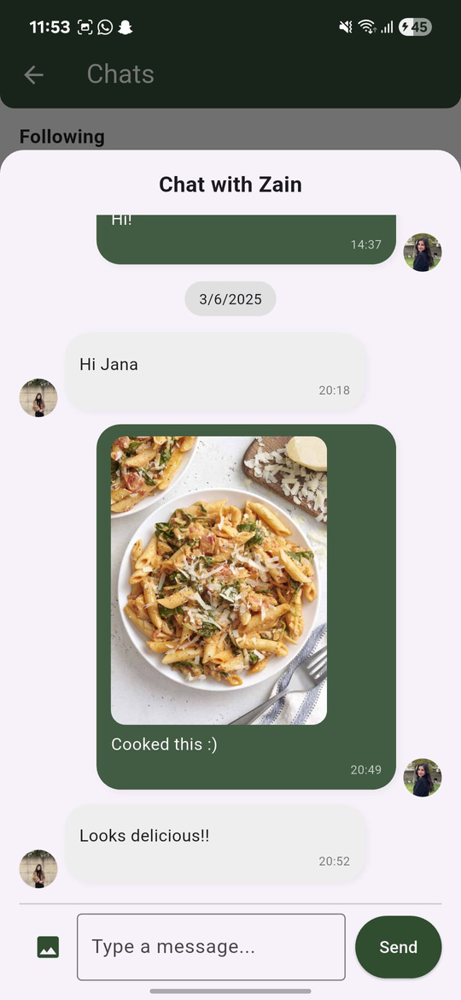 11:53
45
Chats
Following
Chat with Zain
Hi!
14:37
3/6/2025
Hi Jana
20:18
Cooked this :)
20:49
Looks delicious!!
20:52
Type a message...
Send